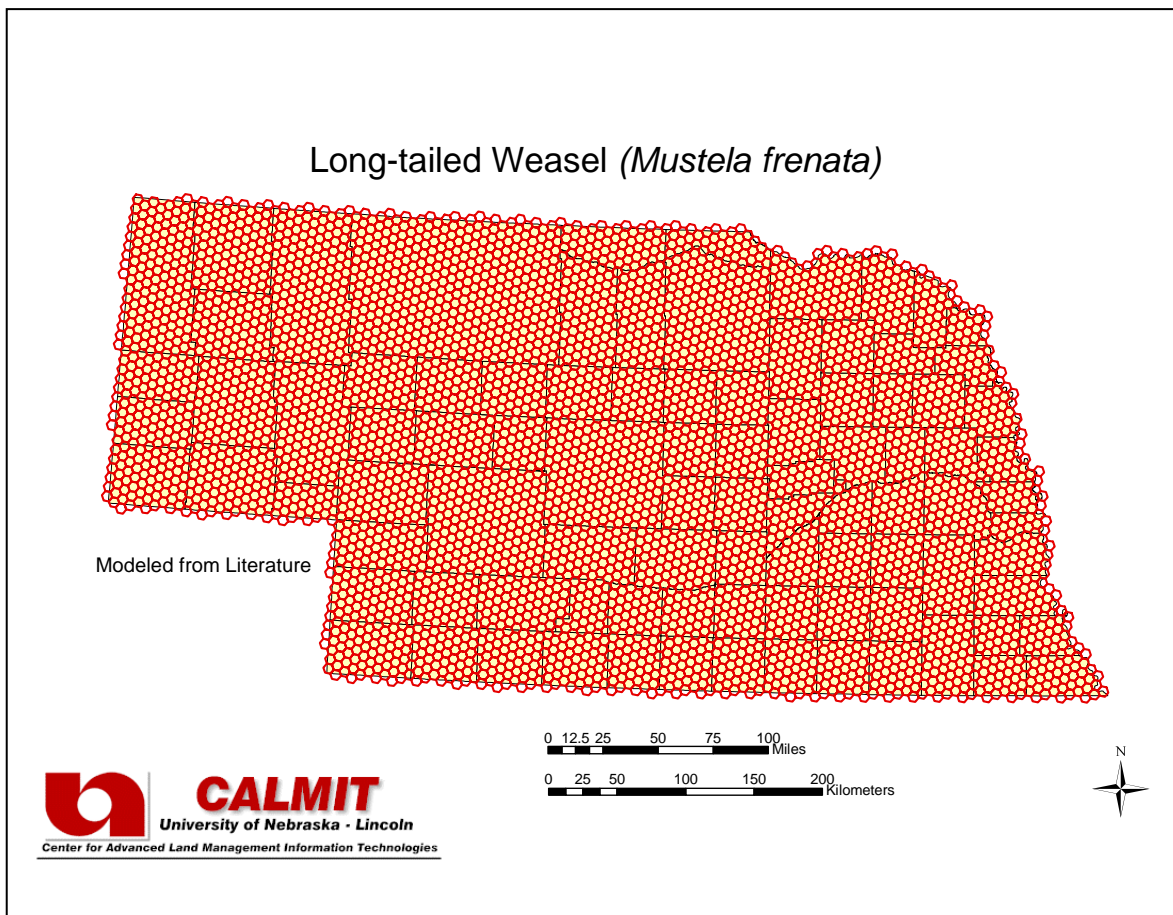 Long-tailed Weasel (Mustela frenata)
Modeled from Literature
0 12.5 25 50 75 100
Miles
0 25 50 100 150 200
Kilometers
N
CALMIT
University of Nebraska - Lincoln
Center for Advanced Land Management Information Technologies